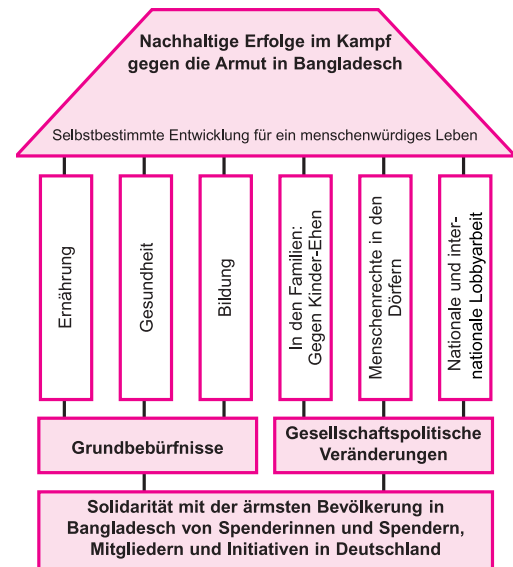 Nachhaltige Erfolge im Kampf
gegen die Armut in Bangladesch
Selbstbestimmte Entwicklung für ein menschenwürdiges Leben
Ernährung
Gesundheit
Bildung
In den Familien:
Gegen Kinder-Ehen
Menschenrechte in den
Dörfern
Nationale und inter-
nationale Lobbyarbeit
Grundbebürfnisse
Gesellschaftspolitische
Veränderungen
Solidarität mit der ärmsten Bevölkerung in
Bangladesch von Spenderinnen und Spendern,
Mitgliedern und Initiativen in Deutschland